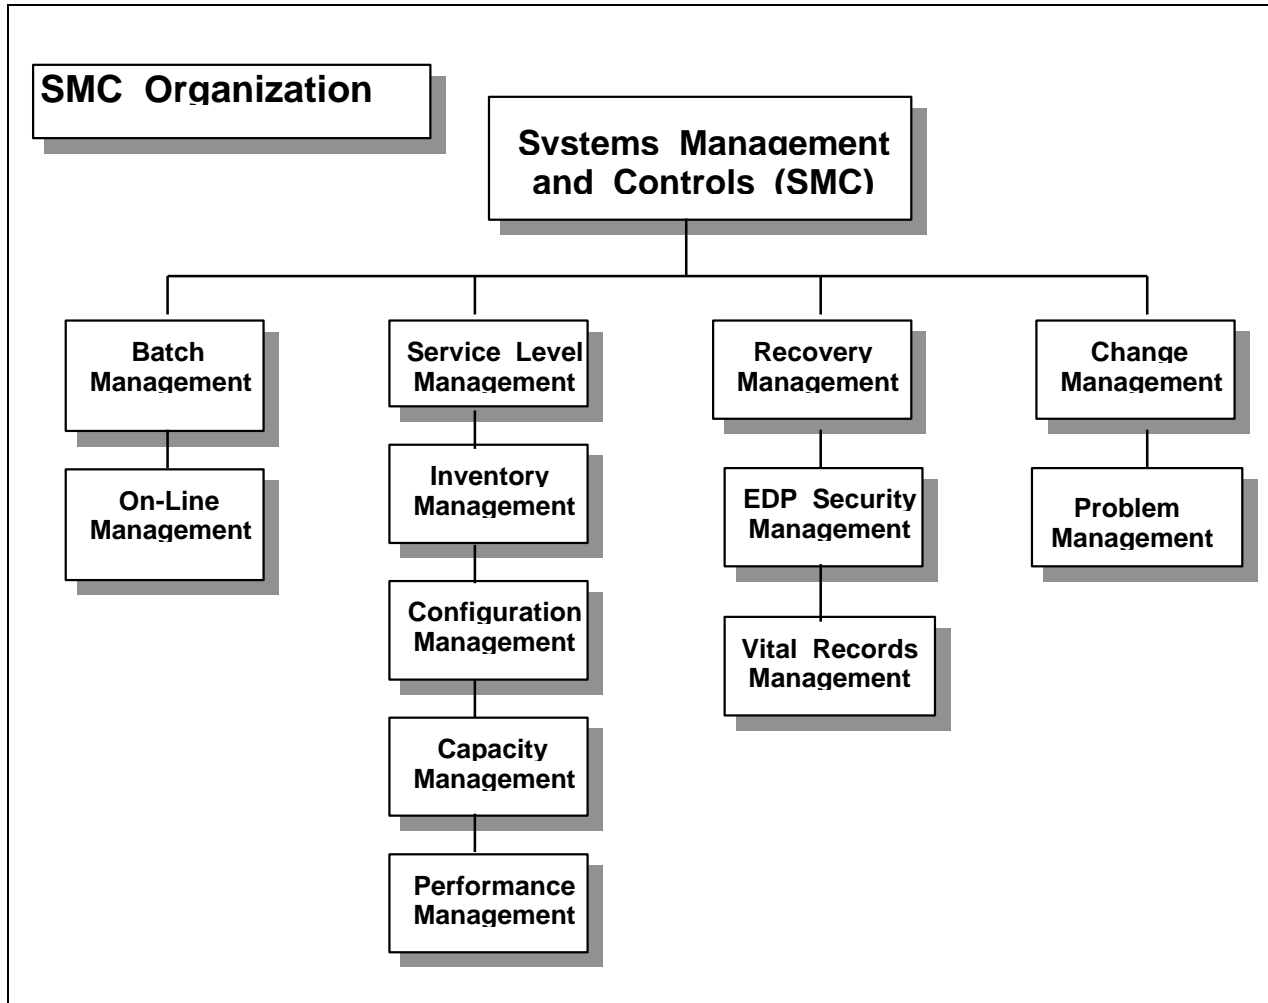 SMC Organization
Systems Management
and Controls (SMC)
Batch
Management
On-Line
Management
Service Level
Management
Inventory
Management
Configuration
Management
Capacity
Management
Performance
Management
Recovery
Management
EDP Security
Management
Vital Records
Management
Change
Management
Problem
Management